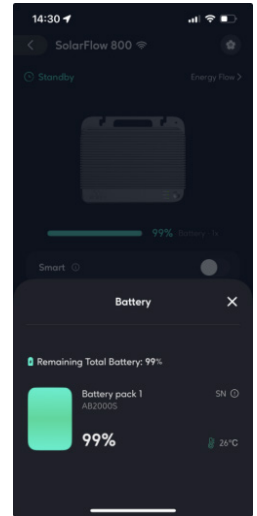 14:30
SolarFlow 800
Standby
Energy Flow >
99% Battery 1x
Smart
Battery
Remaining Total Battery: 99%
Battery pack 1
SN
AB2000S
99%
26°C